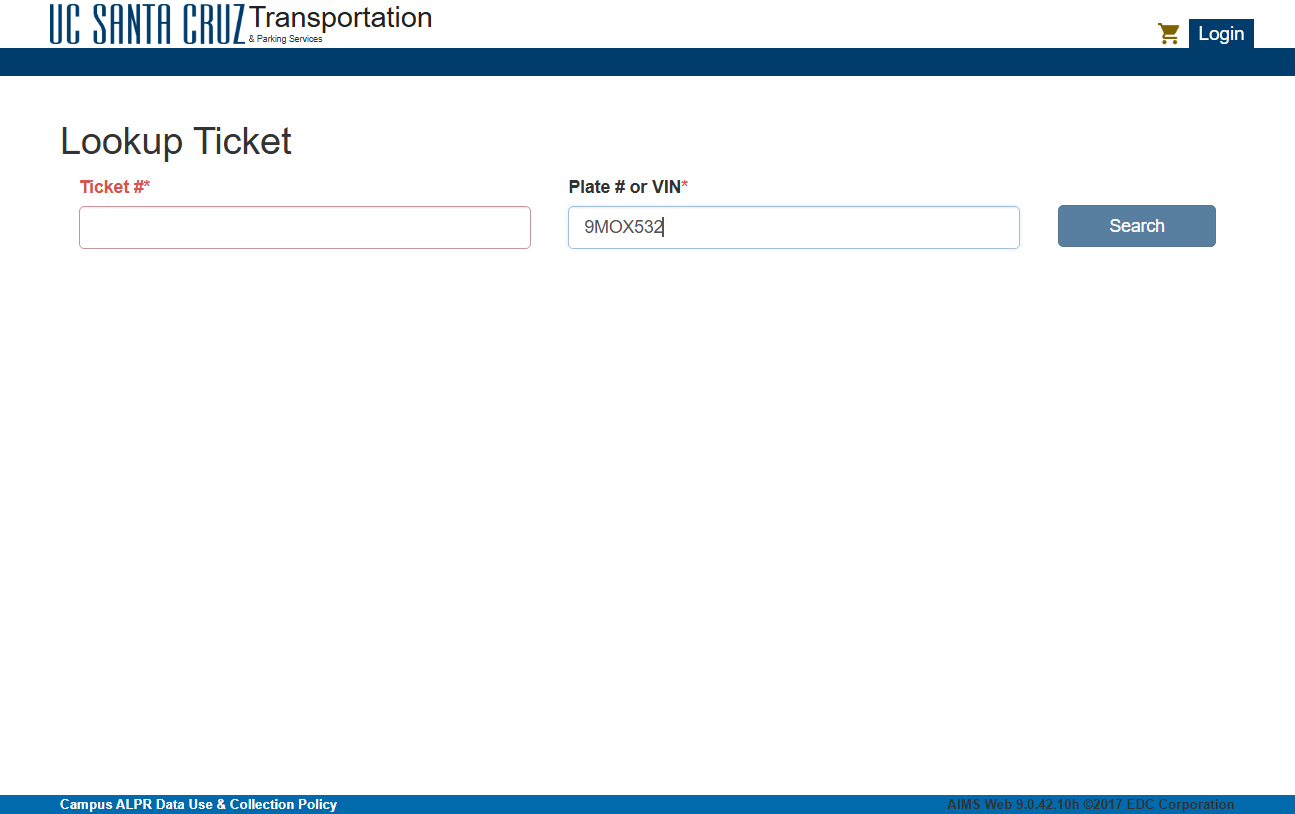 UC SANTA CRUZ Transportation
& Parking Services
Login
Lookup Ticket
Ticket #*
Plate # or VIN*
9MOX532
Search
Campus ALPR Data Use & Collection Policy
AIMS Web 9.0.42.10h ©2017 EDC Corporation